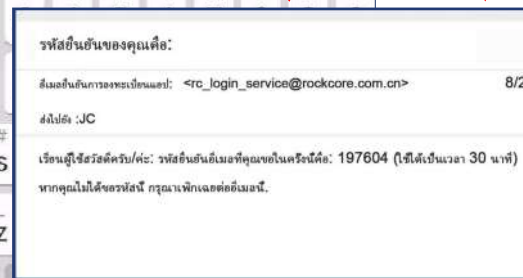 รหัสยืนยันของคุณคือ:
อีเมลยืนยันการลงทะเบียนแอป: <rc_login_service@rockcore.com.cn> 8/2
ส่งไปยัง :JC
เรียนผู้ใช้สวัสดีครับ/ค่ะ: รหัสยืนยันอีเมลที่คุณขอในครั้งนี้คือ: 197604 (ใช้ได้เป็นเวลา 30 นาที)
หากคุณไม่ได้ขอรหัสนี้ กรุณาเพิกเฉยต่ออีเมลนี้.
S
Z